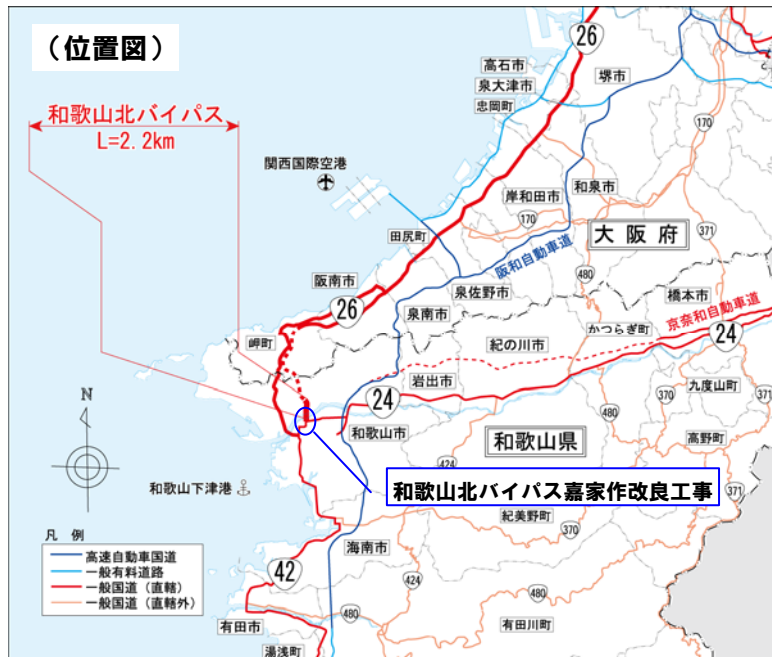 （位置図）
和歌山北バイパス
L=2.2km
26
高石市
泉大津市
忠岡町
堺市
170
関西国際空港
岸和田市
和泉市
170
371
田尻町
大阪府
阪和自動車道
480
阪南市
泉佐野市
橋本市
26
泉南市
京奈和自動車道
岬町
かつらぎ町
24
紀の川市
N
岩出市
24
九度山町
480
370
371
和歌山市
和歌山県
高野町
424
和歌山下津港
和歌山北バイパス嘉家作改良工事
371
紀美野町
370
凡 例
高速自動車国道
一般有料道路
一般国道（直轄）
一般国道（直轄外）
42
海南市
424
480
480
有田市
有田川町
湯浅町